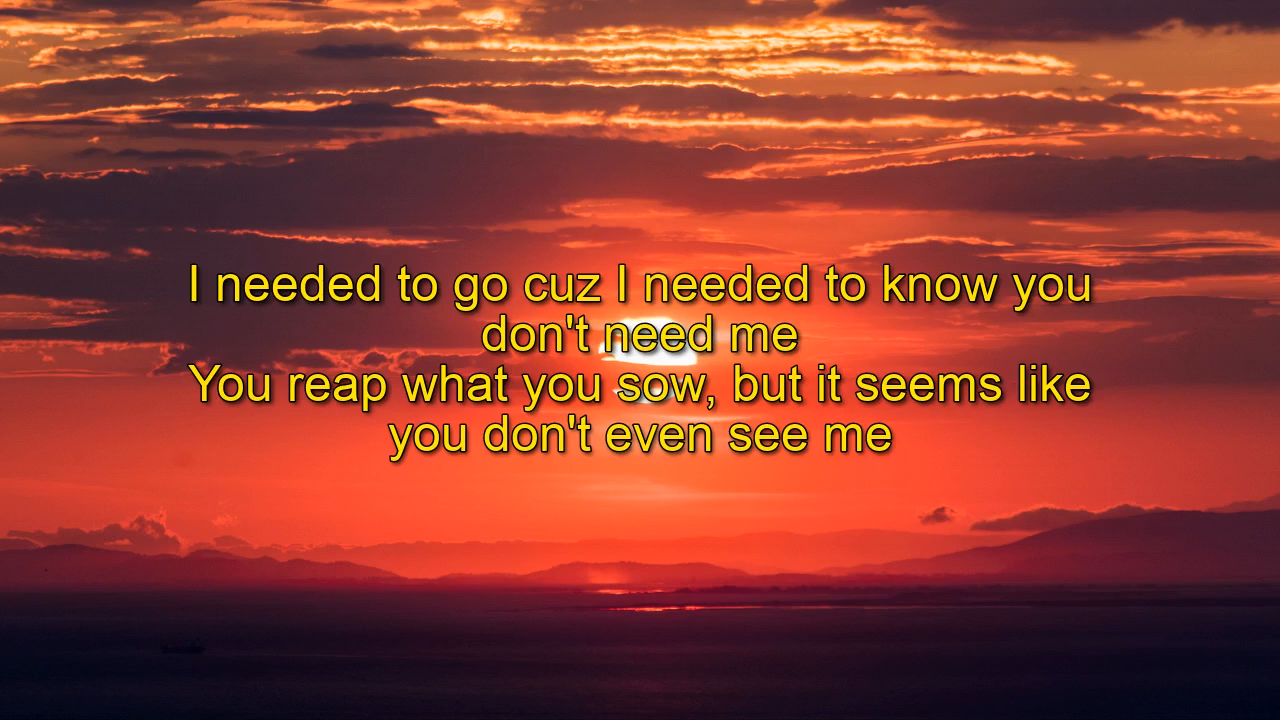 I needed to go cuz I needed to know you
don't need me
You reap what you sow, but it seems like
you don't even see me